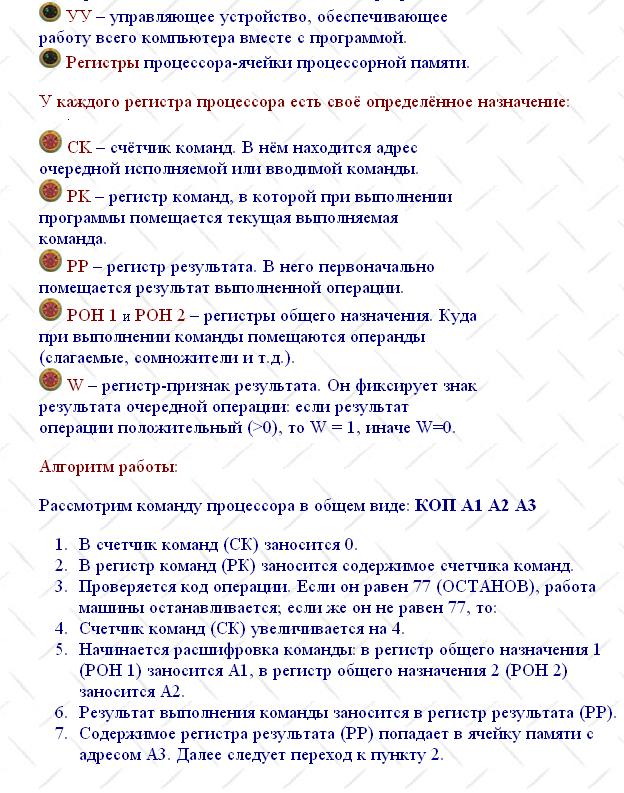 УУ – управляющее устройство, обеспечивающее
работу всего компьютера вместе с программой.
Регистры процессора-ячейки процессорной памяти.
У каждого регистра процессора есть своё определённое назначение:
СК – счётчик команд. В нём находится адрес
очередной исполняемой или вводимой команды.
РК – регистр команд, в которой при выполнении
программы помещается текущая выполняемая
команда.
РР – регистр результата. В него первоначально
помещается результат выполненной операции.
РОН 1 и РОН 2 – регистры общего назначения. Куда
при выполнении команды помещаются операнды
(слагаемые, сомножители и т.д.).
W – регистр-признак результата. Он фиксирует знак
результата очередной операции: если результат
операции положительный (>0), то W = 1, иначе W=0.
Алгоритм работы:
Рассмотрим команду процессора в общем виде: КОП А1 А2 А3
1. В счетчик команд (СК) заносится 0.
2. В регистр команд (РК) заносится содержимое счетчика команд.
3. Проверяется код операции. Если он равен 77 (ОСТАНОВ), работа
машины останавливается; если же он не равен 77, то:
4. Счетчик команд (СК) увеличивается на 4.
5. Начинается расшифровка команды: в регистр общего назначения 1
(РОН 1) заносится А1, в регистр общего назначения 2 (РОН 2)
заносится А2.
6. Результат выполнения команды заносится в регистр результата (РР).
7. Содержимое регистра результата (РР) попадает в ячейку памяти с
адресом А3. Далее следует переход к пункту 2.